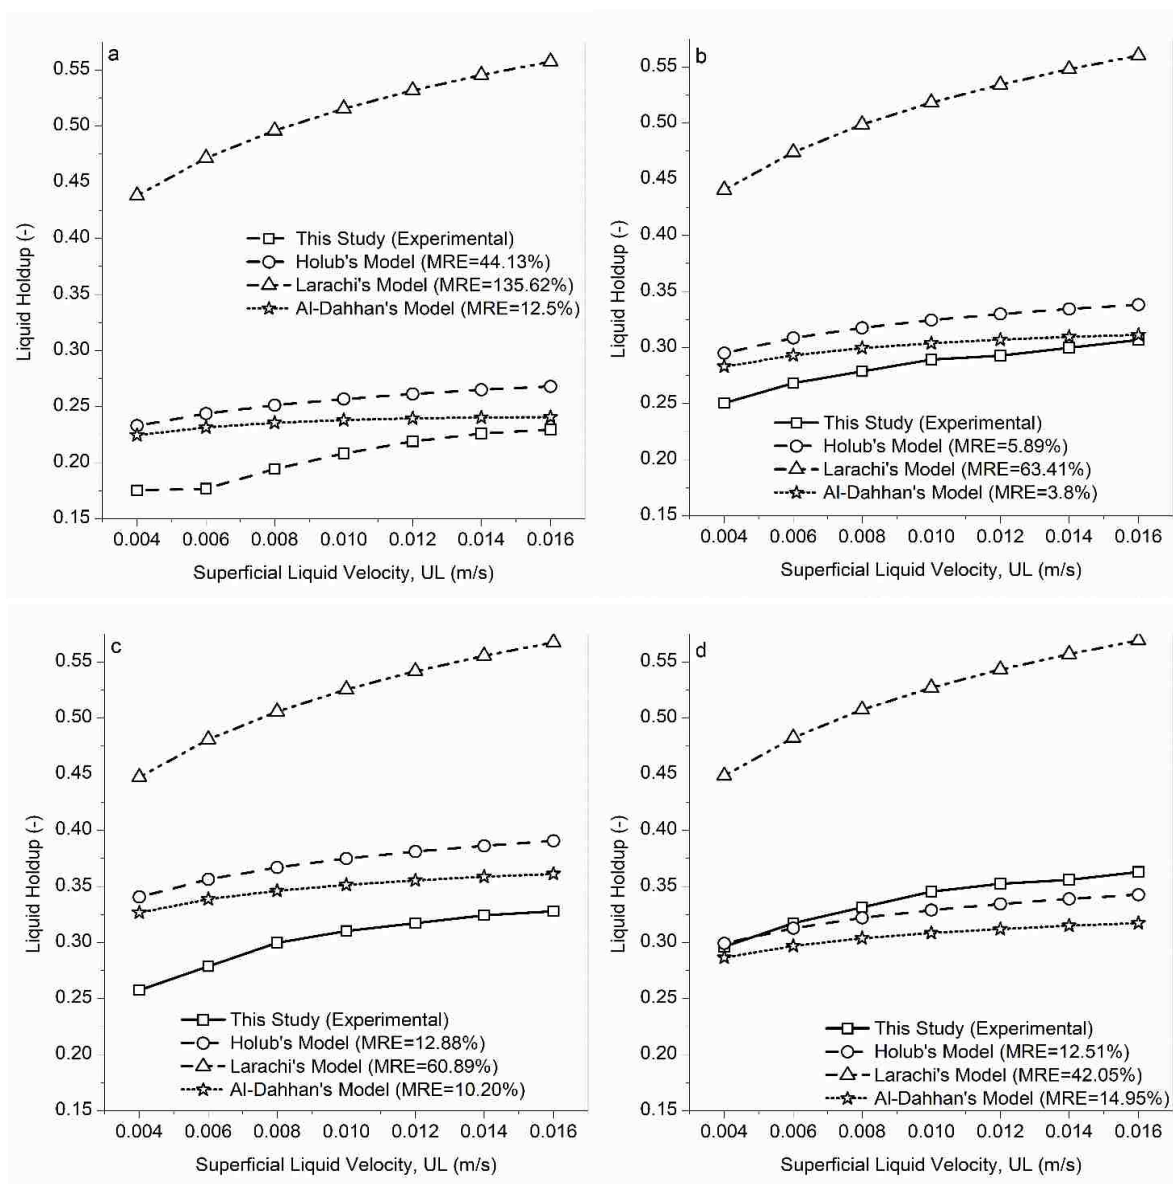 a
0.55
0.50
0.45
0.40
0.35
0.30
0.25
0.20
0.15
Liquid Holdup (-)
This Study (Experimental)
Holub's Model (MRE=44.13%)
Larachi's Model (MRE=135.62%)
Al-Dahhan's Model (MRE=12.5%)
0.004 0.006 0.008 0.010 0.012 0.014 0.016
Superficial Liquid Velocity, UL (m/s)
b
0.55
0.50
0.45
0.40
0.35
0.30
0.25
0.20
0.15
Liquid Holdup (-)
This Study (Experimental)
Holub's Model (MRE=5.89%)
Larachi's Model (MRE=63.41%)
Al-Dahhan's Model (MRE=3.8%)
0.004 0.006 0.008 0.010 0.012 0.014 0.016
Superficial Liquid Velocity, UL (m/s)
c
0.55
0.50
0.45
0.40
0.35
0.30
0.25
0.20
0.15
Liquid Holdup (-)
This Study (Experimental)
Holub's Model (MRE=12.88%)
Larachi's Model (MRE=60.89%)
Al-Dahhan's Model (MRE=10.20%)
0.004 0.006 0.008 0.010 0.012 0.014 0.016
Superficial Liquid Velocity, UL (m/s)
d
0.55
0.50
0.45
0.40
0.35
0.30
0.25
0.20
0.15
Liquid Holdup (-)
This Study (Experimental)
Holub's Model (MRE=12.51%)
Larachi's Model (MRE=42.05%)
Al-Dahhan's Model (MRE=14.95%)
0.004 0.006 0.008 0.010 0.012 0.014 0.016
Superficial Liquid Velocity, UL (m/s)